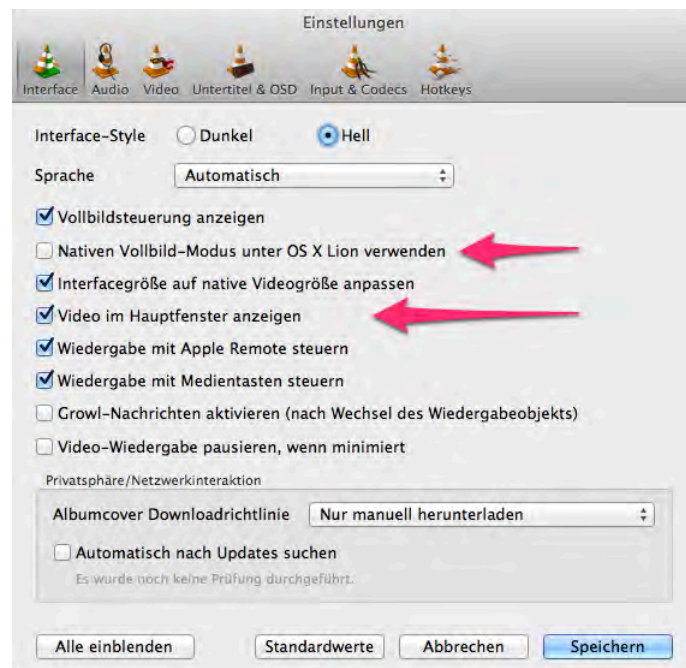 Einstellungen
Interface Audio Video Untertitel & OSD Input & Codecs Hotkeys
Interface-Style Dunkel Hell
Sprache Automatisch
Vollbildsteuerung anzeigen
Nativen Vollbild-Modus unter OS X Lion verwenden
Interfacegröße auf native Videogröße anpassen
Video im Hauptfenster anzeigen
Wiedergabe mit Apple Remote steuern
Wiedergabe mit Medientasten steuern
Growl-Nachrichten aktivieren (nach Wechsel des Wiedergabeobjekts)
Video-Wiedergabe pausieren, wenn minimiert
Privatsphäre/Netzwerkinteraktion
Albumcover Downloadrichtlinie Nur manuell herunterladen
Automatisch nach Updates suchen
Es wurde noch keine Prüfung durchgeführt.
Alle einblenden Standardwerte Abbrechen Speichern